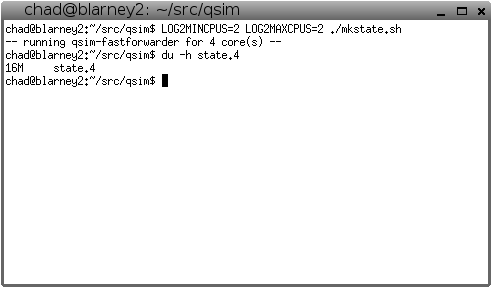 chad@blarney2: ~/src/qsim
chad@blarney2:~/src/qsim$ LOG2MINCPUS=2 LOG2MAXCPUS=2 ./mkstate.sh
-- running qsim-fastforwarder for 4 core(s) --
chad@blarney2:~/src/qsim$ du -h state.4
16M state.4
chad@blarney2:~/src/qsim$